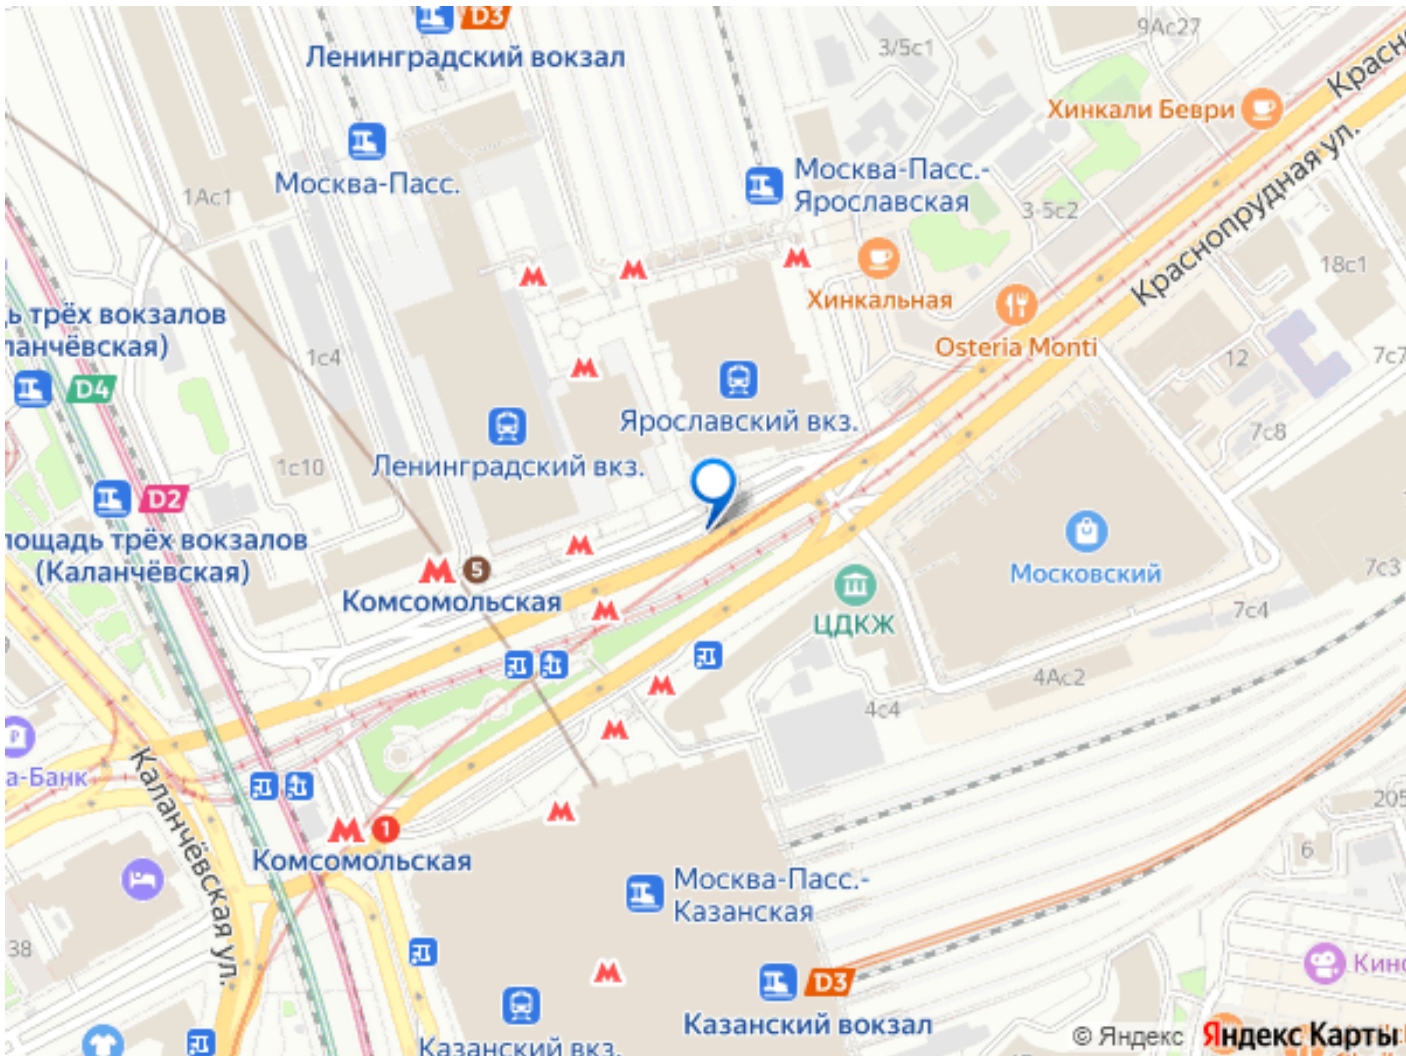 D3
Ленинградский вокзал
3/5с1
9Ас27
Красн
Хинкали Беври
Москва-Пасс.
1Ас1
Москва-Пасс.-
Ярославская
3-5с2
Краснопрудная ул.
18с1
Хинкальная
ь трёх вокзалов
ланчёвская)
1с4
Osteria Monti
12
7с7
D4
Ярославский вкз.
7с8
Ленинградский вкз.
1с10
D2
лощадь трёх вокзалов
(Каланчёвская)
5
Комсомольская
Московский
7с3
ЦДКЖ
7с4
4Ас2
4с4
а-Банк
Каланчёвская ул.
205
1
Комсомольская
6
Москва-Пасс.-
Казанская
38
D3
Кино
Казанский вокзал
Казанский вкз.
© Яндекс Яндекс Карты